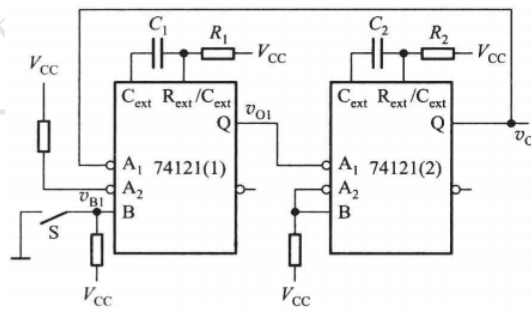 C1 R1 VCC C2 R2 VCC
VCC
Cext Rext/Cext Cext Rext/Cext
Q vO1 Q vO
A1 74121(1) A1 74121(2)
A2 A2
vB1 B B
S
VCC VCC